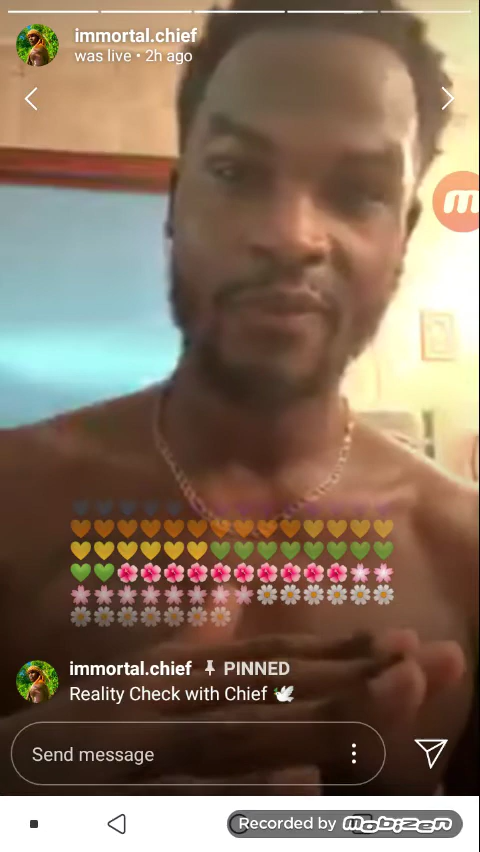 immortal.chief
was live • 2h ago
m
immortal.chief PINNED
Reality Check with Chief 🕊
Send message
Recorded by mobizen